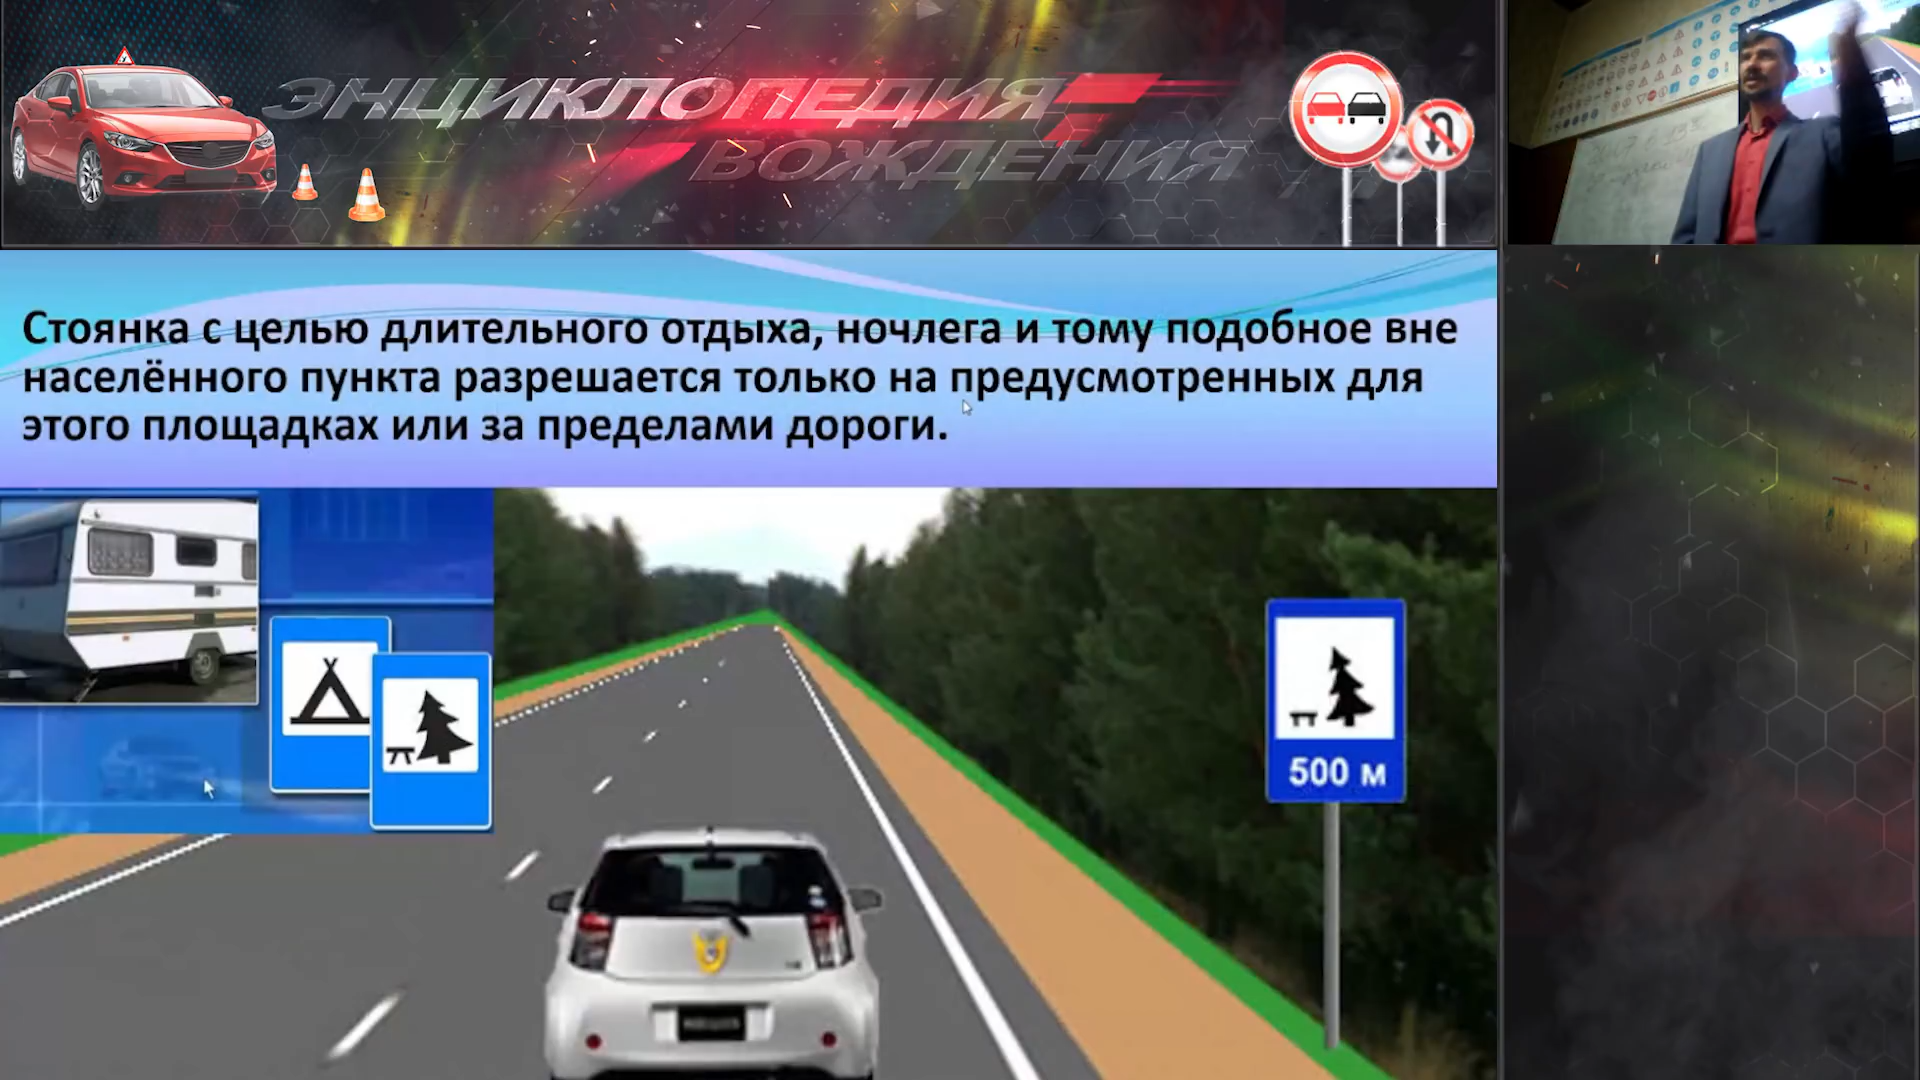 ЭНЦИКЛОПЕДИЯ
ВОЖДЕНИЯ
Стоянка с целью длительного отдыха, ночлега и тому подобное вне
населённого пункта разрешается только на предусмотренных для
этого площадках или за пределами дороги.
500 м